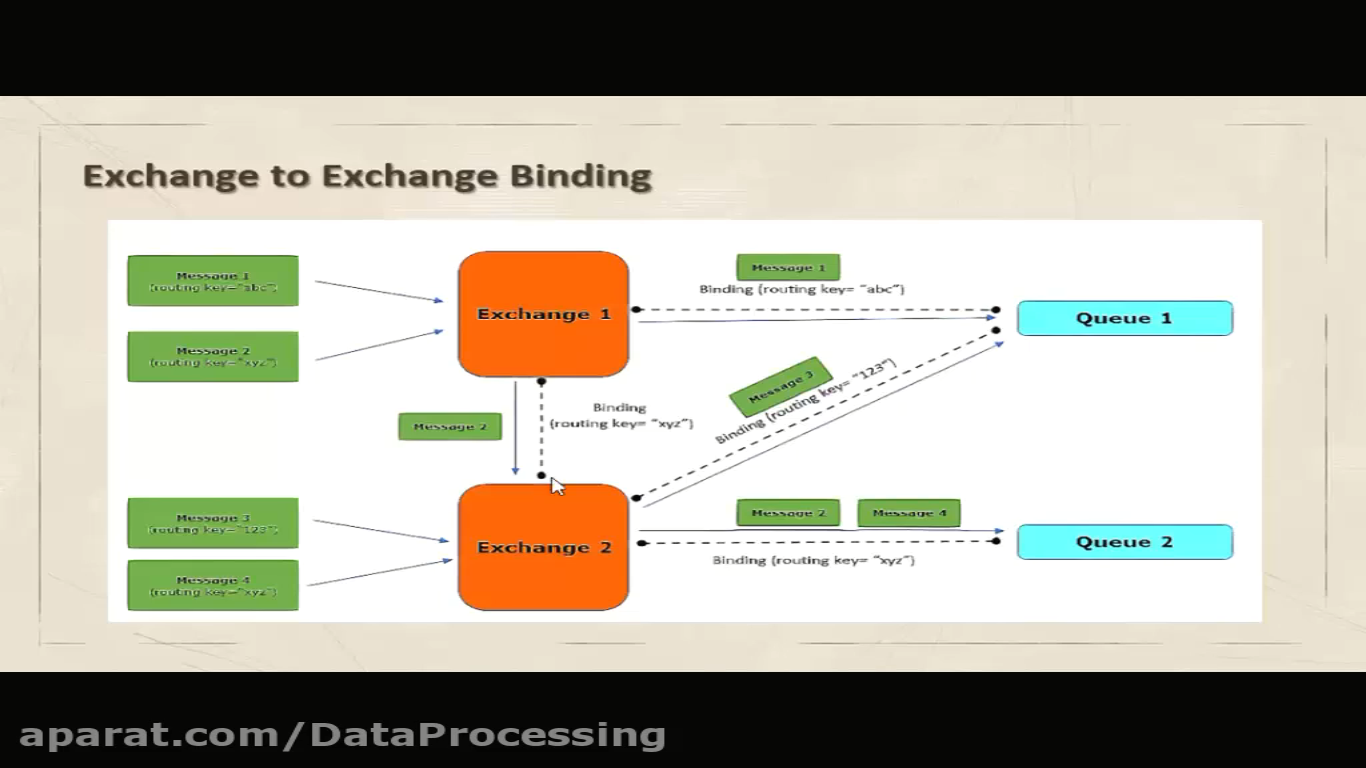 Exchange to Exchange Binding
Message 1
(routing key="abc")
Message 2
(routing key="xyz")
Exchange 1
Message 1
Binding (routing key= "abc")
Queue 1
Message 3
Binding (routing key= "123")
Message 2
Binding
(routing key= "xyz")
Message 3
(routing key="123")
Message 4
(routing key="xyz")
Exchange 2
Message 2
Message 4
Binding (routing key= "xyz")
Queue 2
aparat.com/DataProcessing